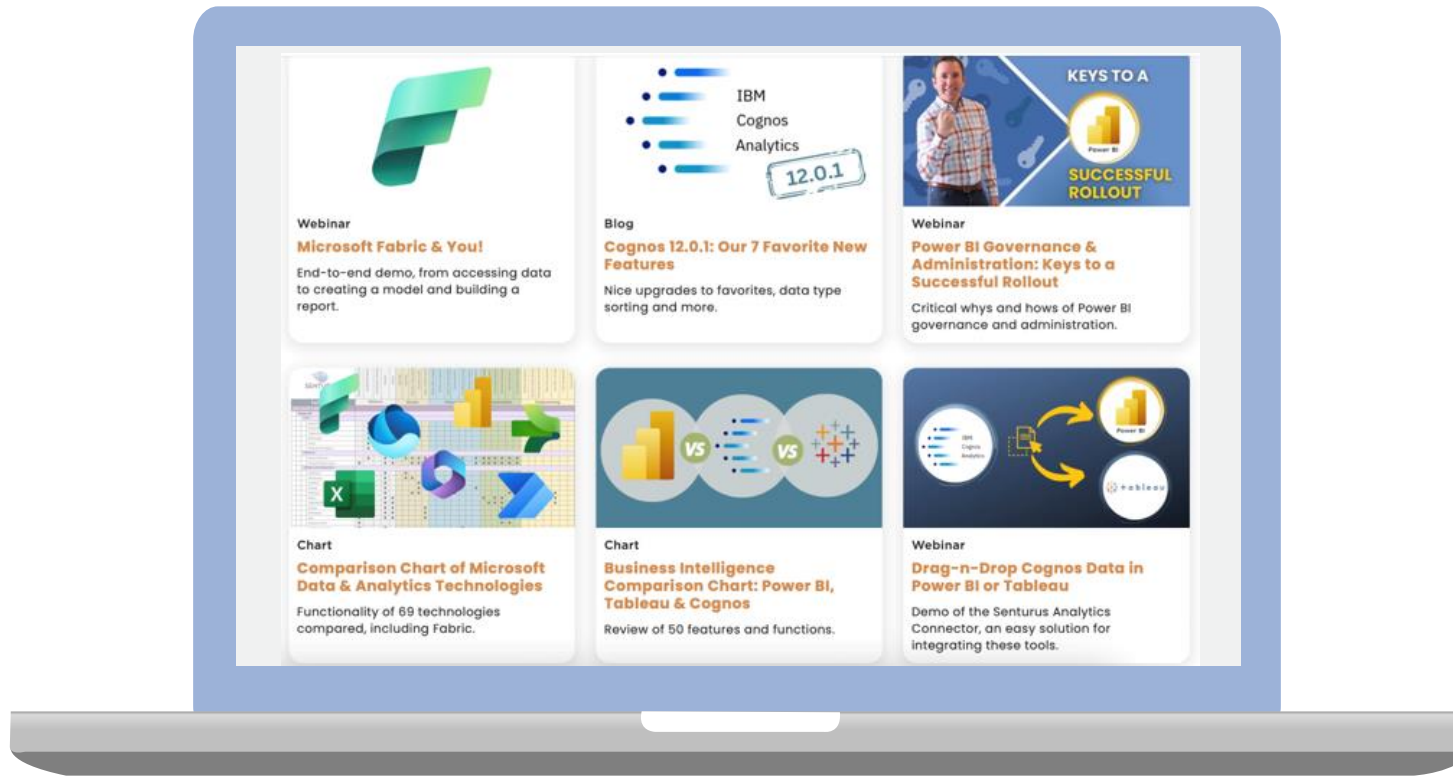 IBM
Cognos
Analytics
12.0.1
KEYS TO A
Power BI
SUCCESSFUL
ROLLOUT
Webinar
Microsoft Fabric & You!
End-to-end demo, from accessing data
to creating a model and building a
report.
Blog
Cognos 12.0.1: Our 7 Favorite New
Features
Nice upgrades to favorites, data type
sorting and more.
Webinar
Power BI Governance &
Administration: Keys to a
Successful Rollout
Critical whys and hows of Power BI
governance and administration.
X
VS
VS
IBM
Cognos
Analytics
Power BI
+ableau
Chart
Comparison Chart of Microsoft
Data & Analytics Technologies
Functionality of 69 technologies
compared, including Fabric.
Chart
Business Intelligence
Comparison Chart: Power BI,
Tableau & Cognos
Review of 50 features and functions.
Webinar
Drag-n-Drop Cognos Data in
Power BI or Tableau
Demo of the Senturus Analytics
Connector, an easy solution for
integrating these tools.